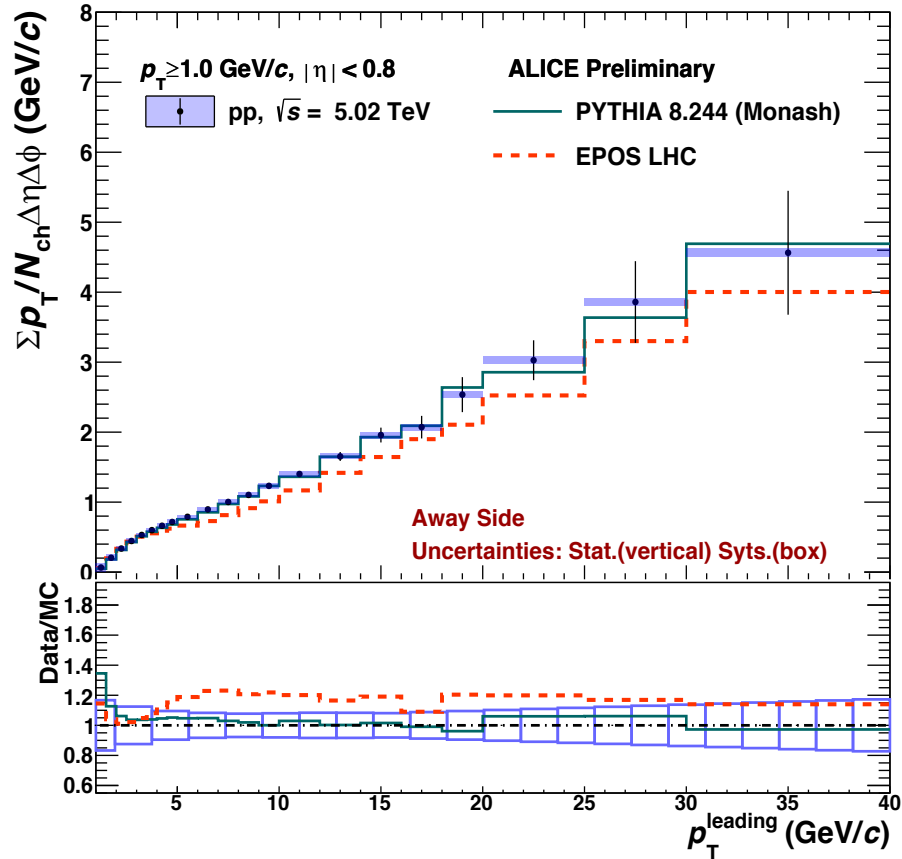 Σp_T/N_ch ΔηΔϕ (GeV/c)
8
7
6
5
4
3
2
1
0
p_T≥1.0 GeV/c, |η|<0.8
pp, √s = 5.02 TeV
ALICE Preliminary
PYTHIA 8.244 (Monash)
EPOS LHC
Away Side
Uncertainties: Stat.(vertical) Syts.(box)
Data/MC
1.8
1.6
1.4
1.2
1
0.8
0.6
5 10 15 20 25 30 35 40
p_T^leading (GeV/c)